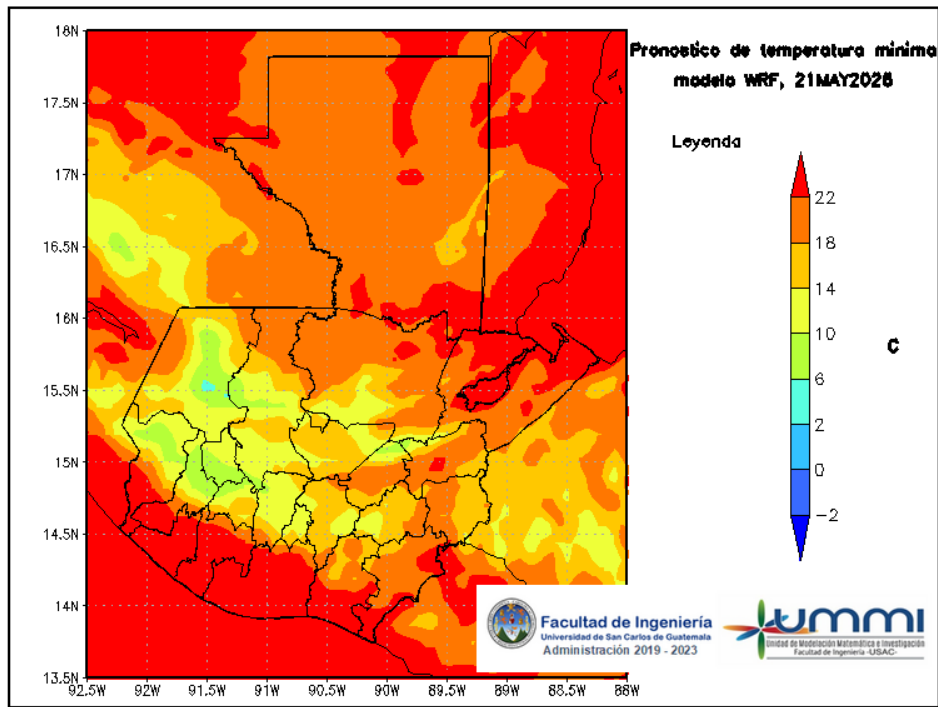 Pronostico de temperatura minima
modelo WRF, 21MAY2026
Leyenda
22
18
14
10
6
2
0
−2
C
18N
17.5N
17N
16.5N
16N
15.5N
15N
14.5N
14N
13.5N
92.5W 92W 91.5W 91W 90.5W 90W 89.5W 89W 88.5W 88W
Facultad de Ingeniería
Universidad de San Carlos de Guatemala
Administración 2019 - 2023
ummi
Unidad de Modelación Matemática e Investigación
Facultad de Ingeniería -USAC-